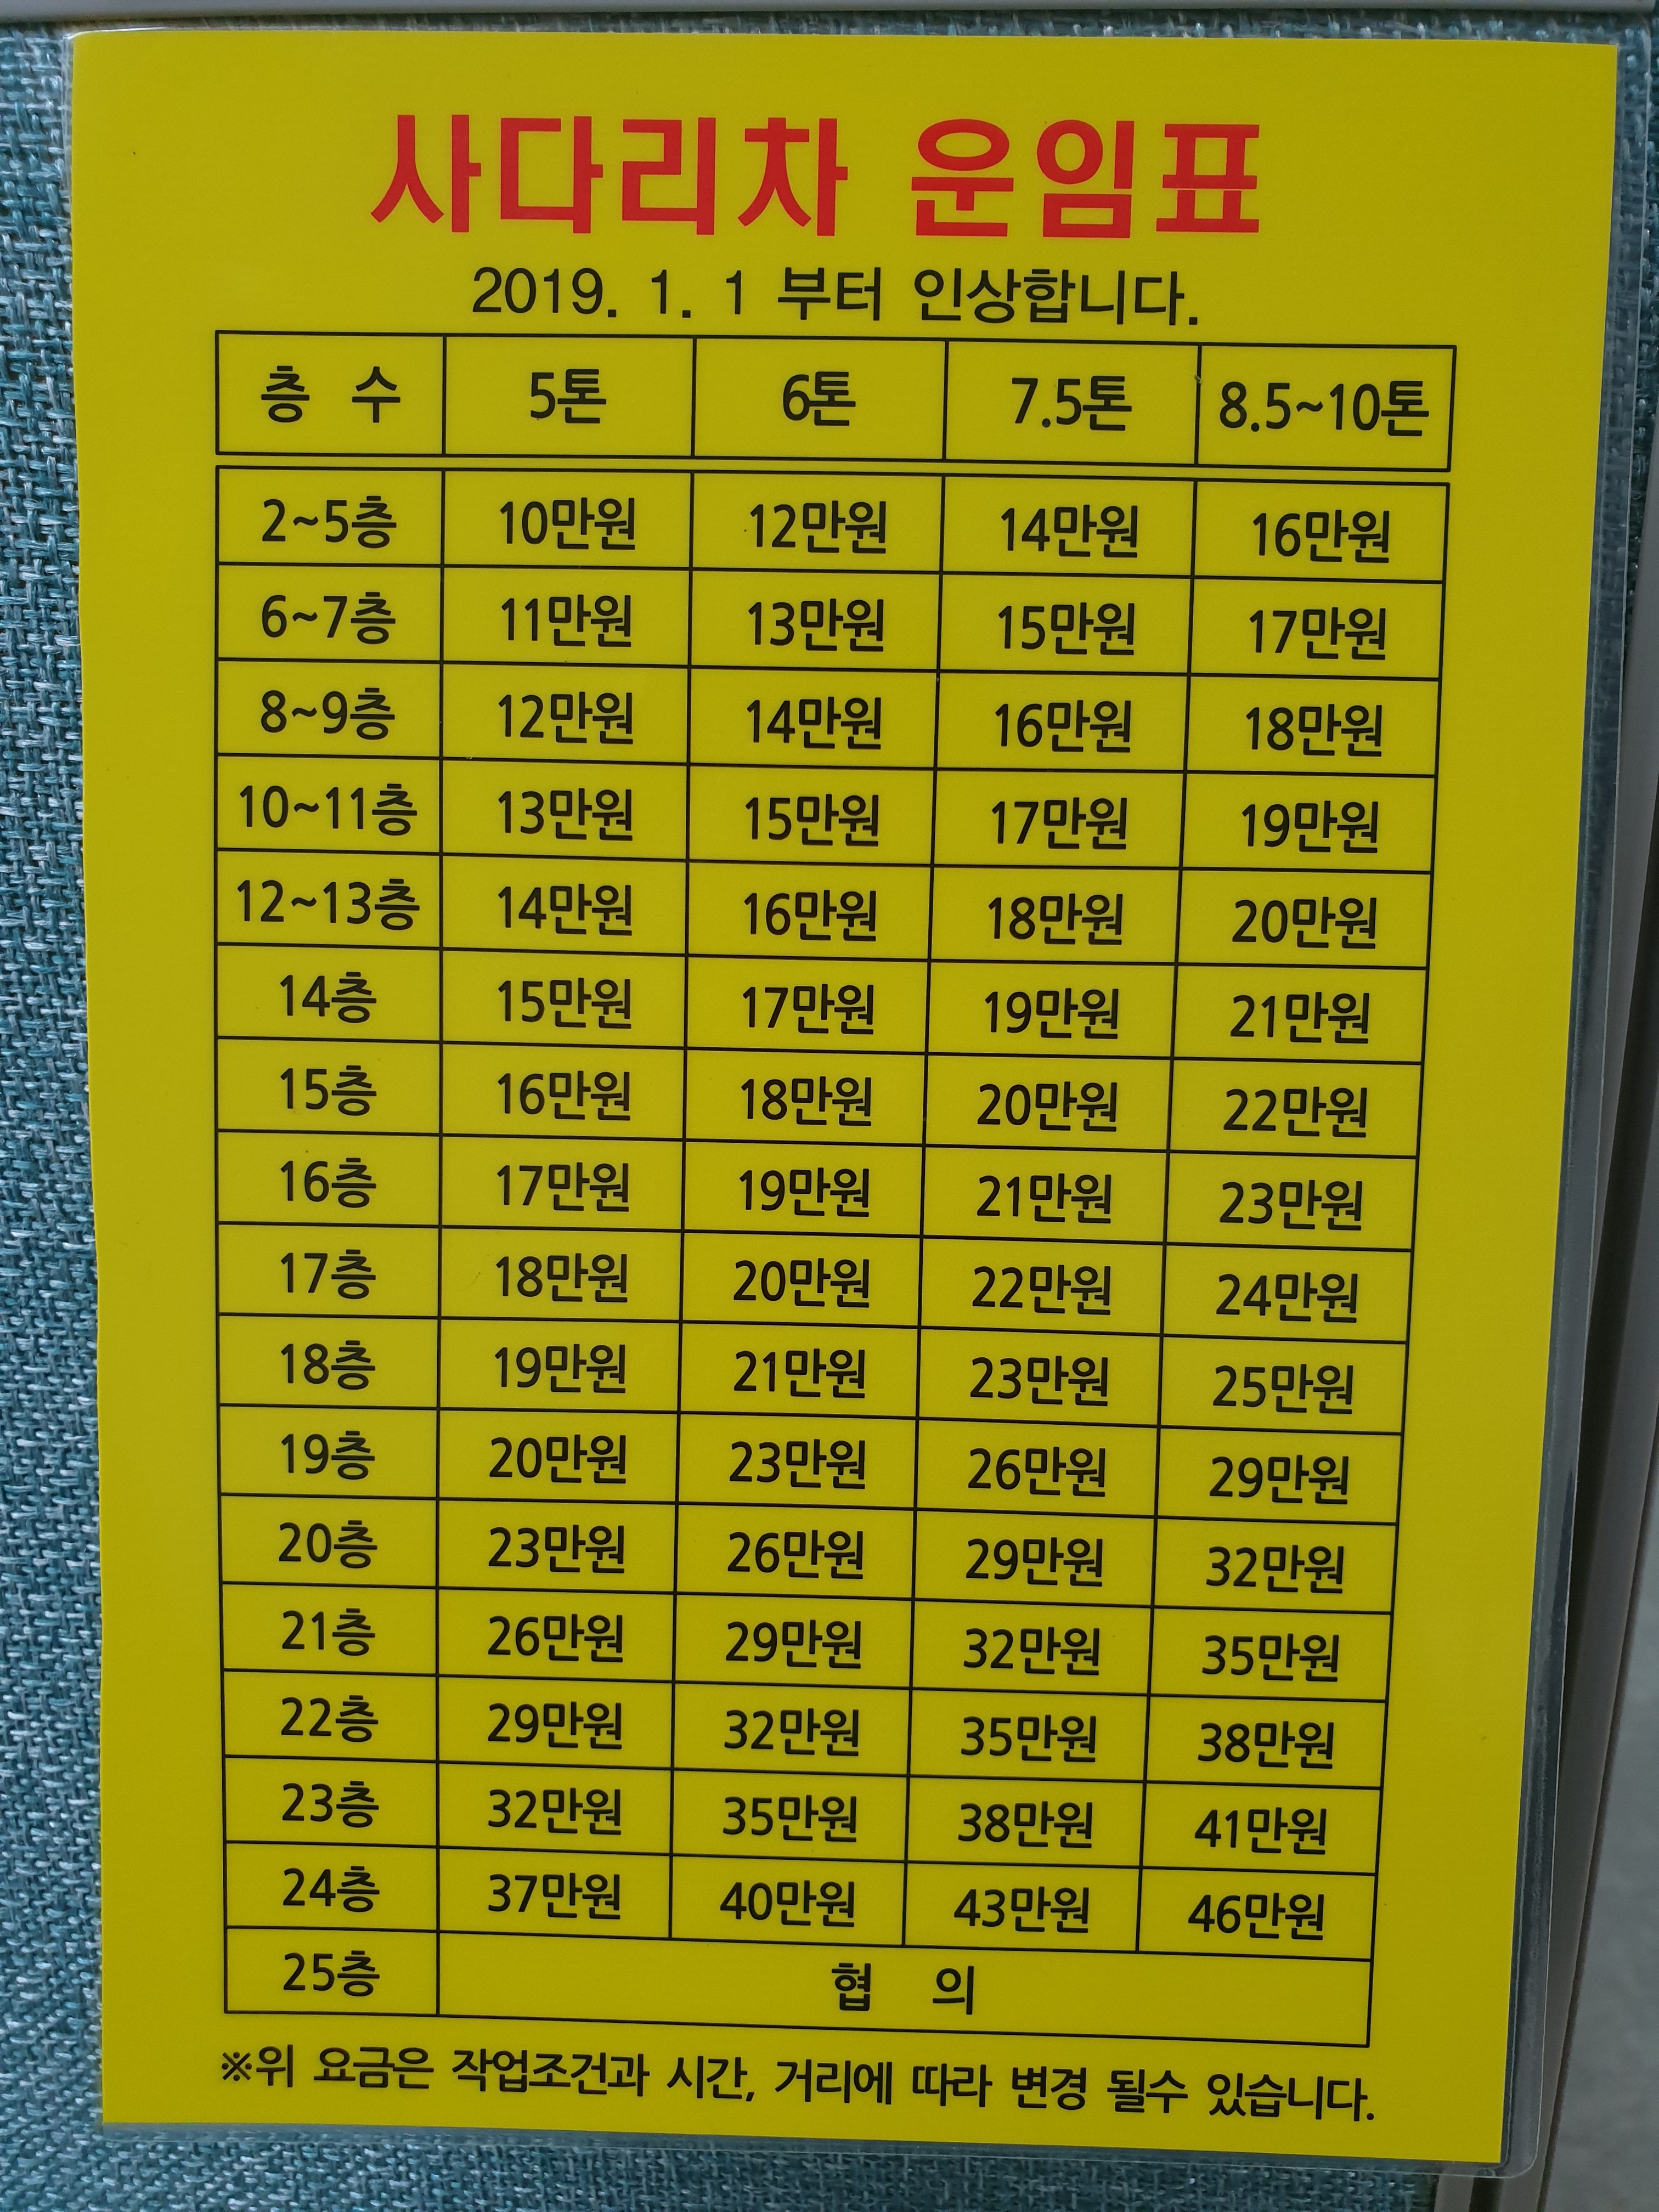 사다리차 운임표
2019. 1. 1 부터 인상합니다.
층 수 5톤 6톤 7.5톤 8.5~10톤
2~5층 10만원 12만원 14만원 16만원
6~7층 11만원 13만원 15만원 17만원
8~9층 12만원 14만원 16만원 18만원
10~11층 13만원 15만원 17만원 19만원
12~13층 14만원 16만원 18만원 20만원
14층 15만원 17만원 19만원 21만원
15층 16만원 18만원 20만원 22만원
16층 17만원 19만원 21만원 23만원
17층 18만원 20만원 22만원 24만원
18층 19만원 21만원 23만원 25만원
19층 20만원 23만원 26만원 29만원
20층 23만원 26만원 29만원 32만원
21층 26만원 29만원 32만원 35만원
22층 29만원 32만원 35만원 38만원
23층 32만원 35만원 38만원 41만원
24층 37만원 40만원 43만원 46만원
25층 협 의
※위 요금은 작업조건과 시간, 거리에 따라 변경 될수 있습니다.